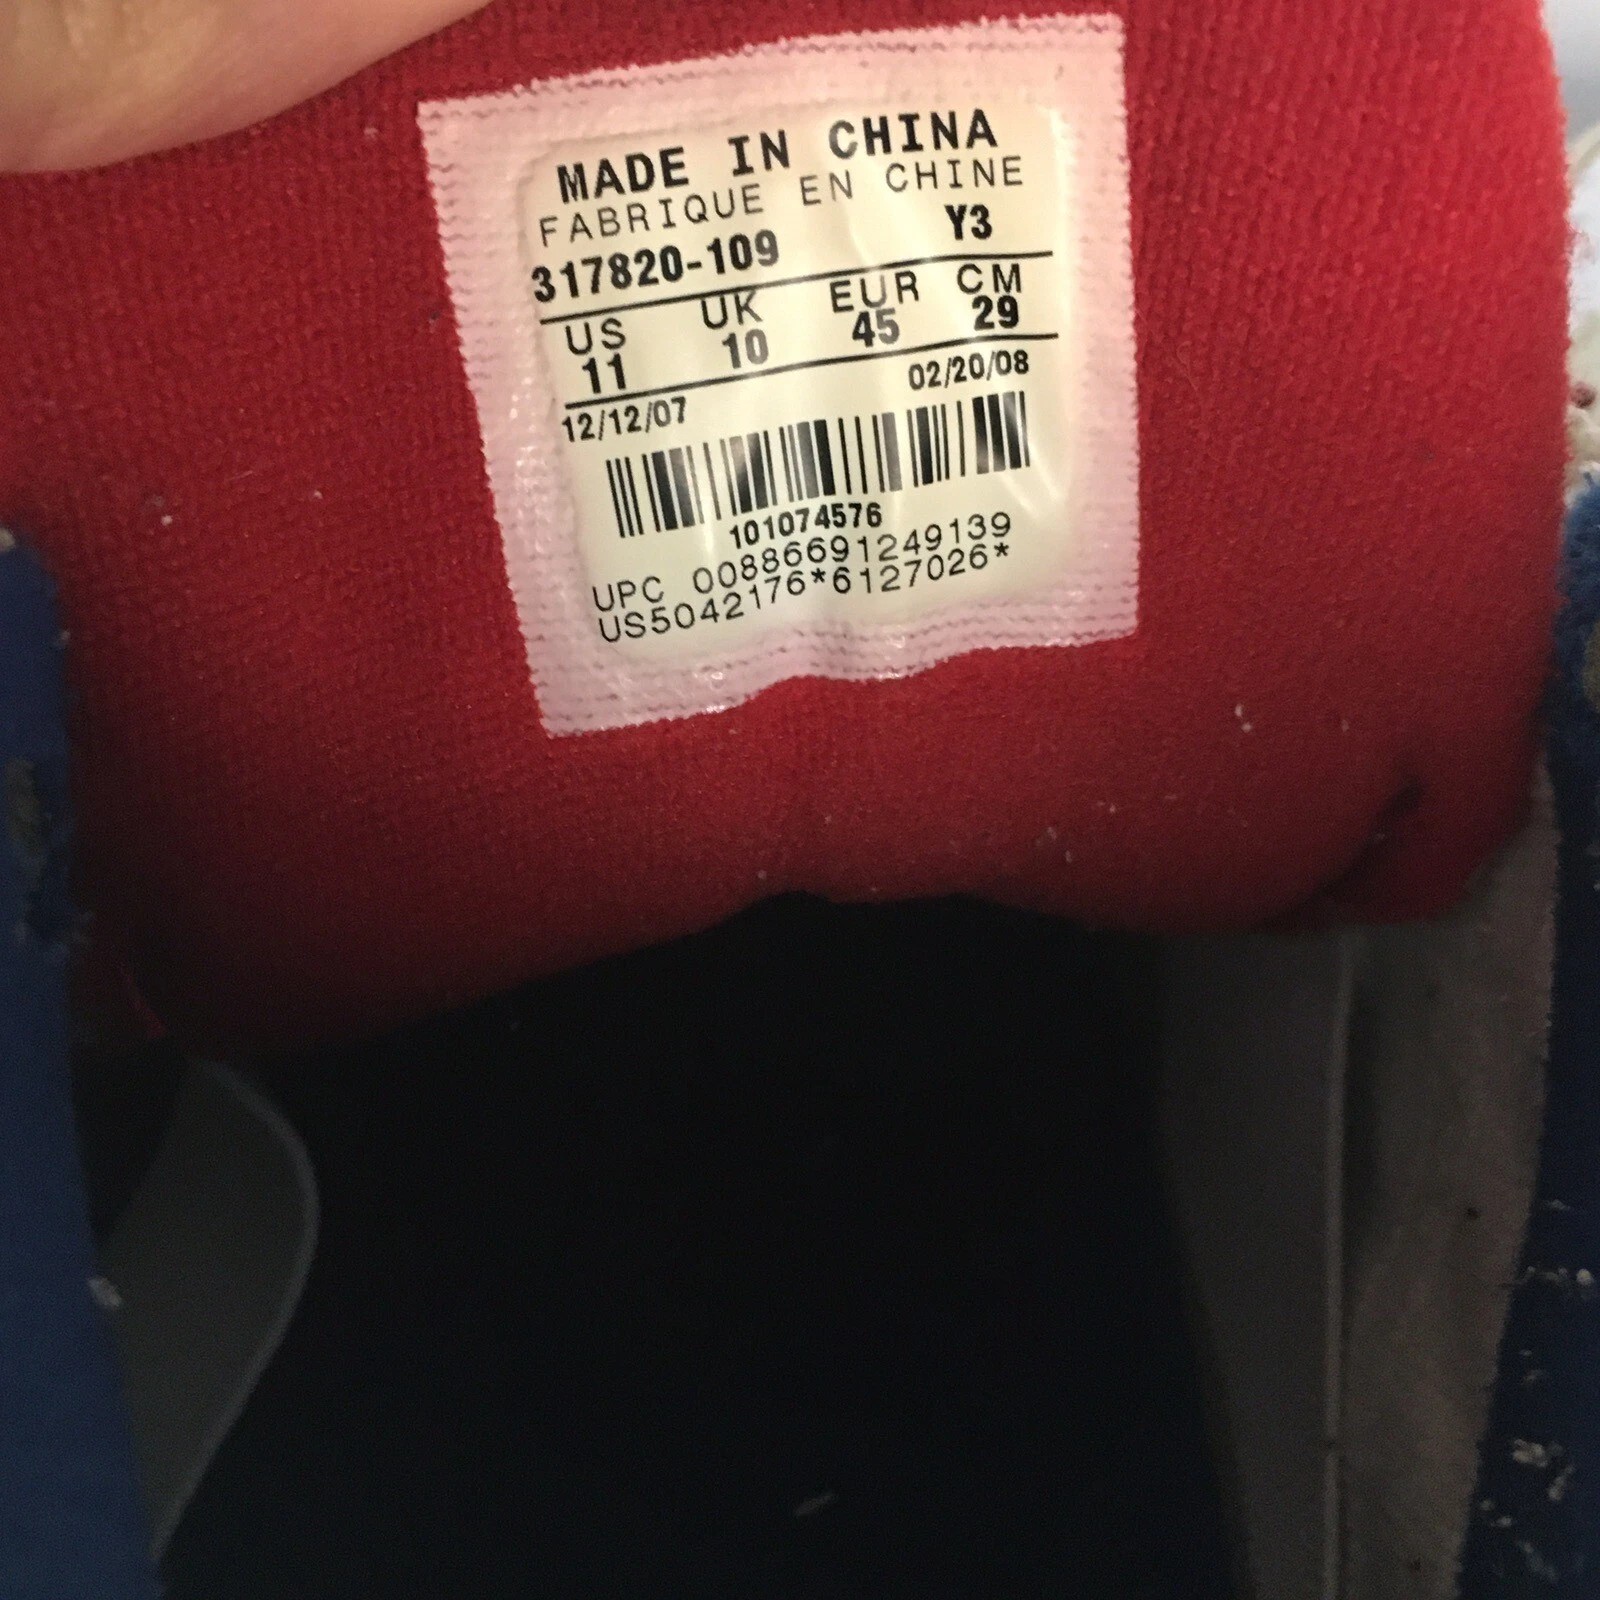 MADE IN CHINA
FABRIQUE EN CHINE
317820-109 Y3
US UK EUR CM
11 10 45 29
12/12/07 02/20/08
101074576
UPC 00886691249139
US5042176*6127026*